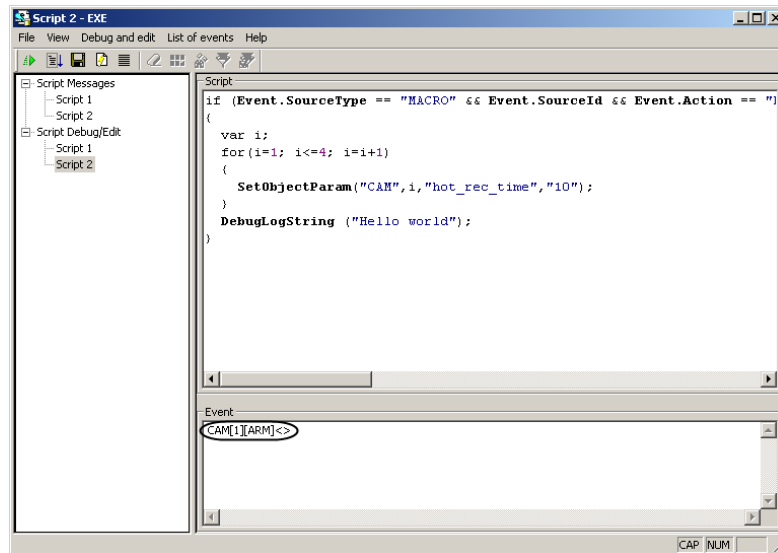 Script 2 - EXE
File View Debug and edit List of events Help
Script Messages
Script 1
Script 2
Script Debug/Edit
Script 1
Script 2
Script
if (Event.SourceType == "MACRO" && Event.SourceId && Event.Action == "
{
var i;
for(i=1; i<=4; i=i+1)
{
SetObjectParam("CAM",i,"hot_rec_time","10");
}
DebugLogString ("Hello world");
}
Event
CAM[1][ARM]<>
CAP NUM